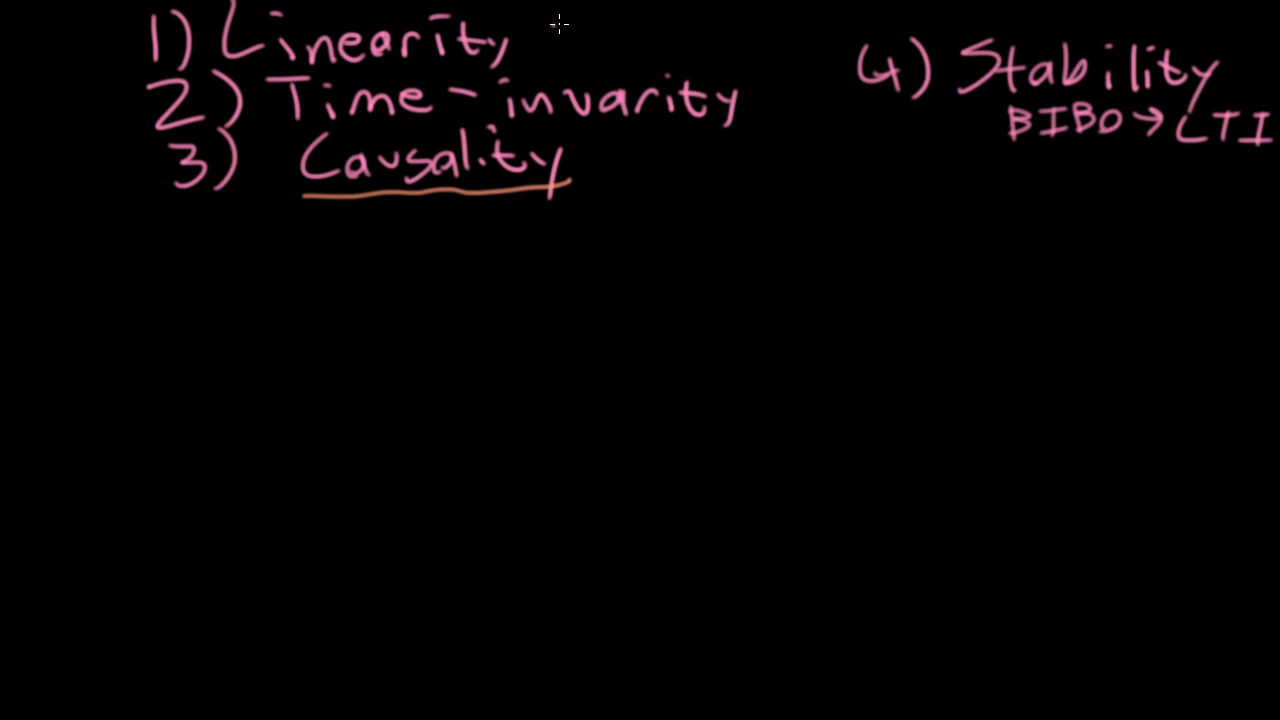 1) Linearity
2) Time-invarity
3) Causality
(4) Stability
BIBO → LTI